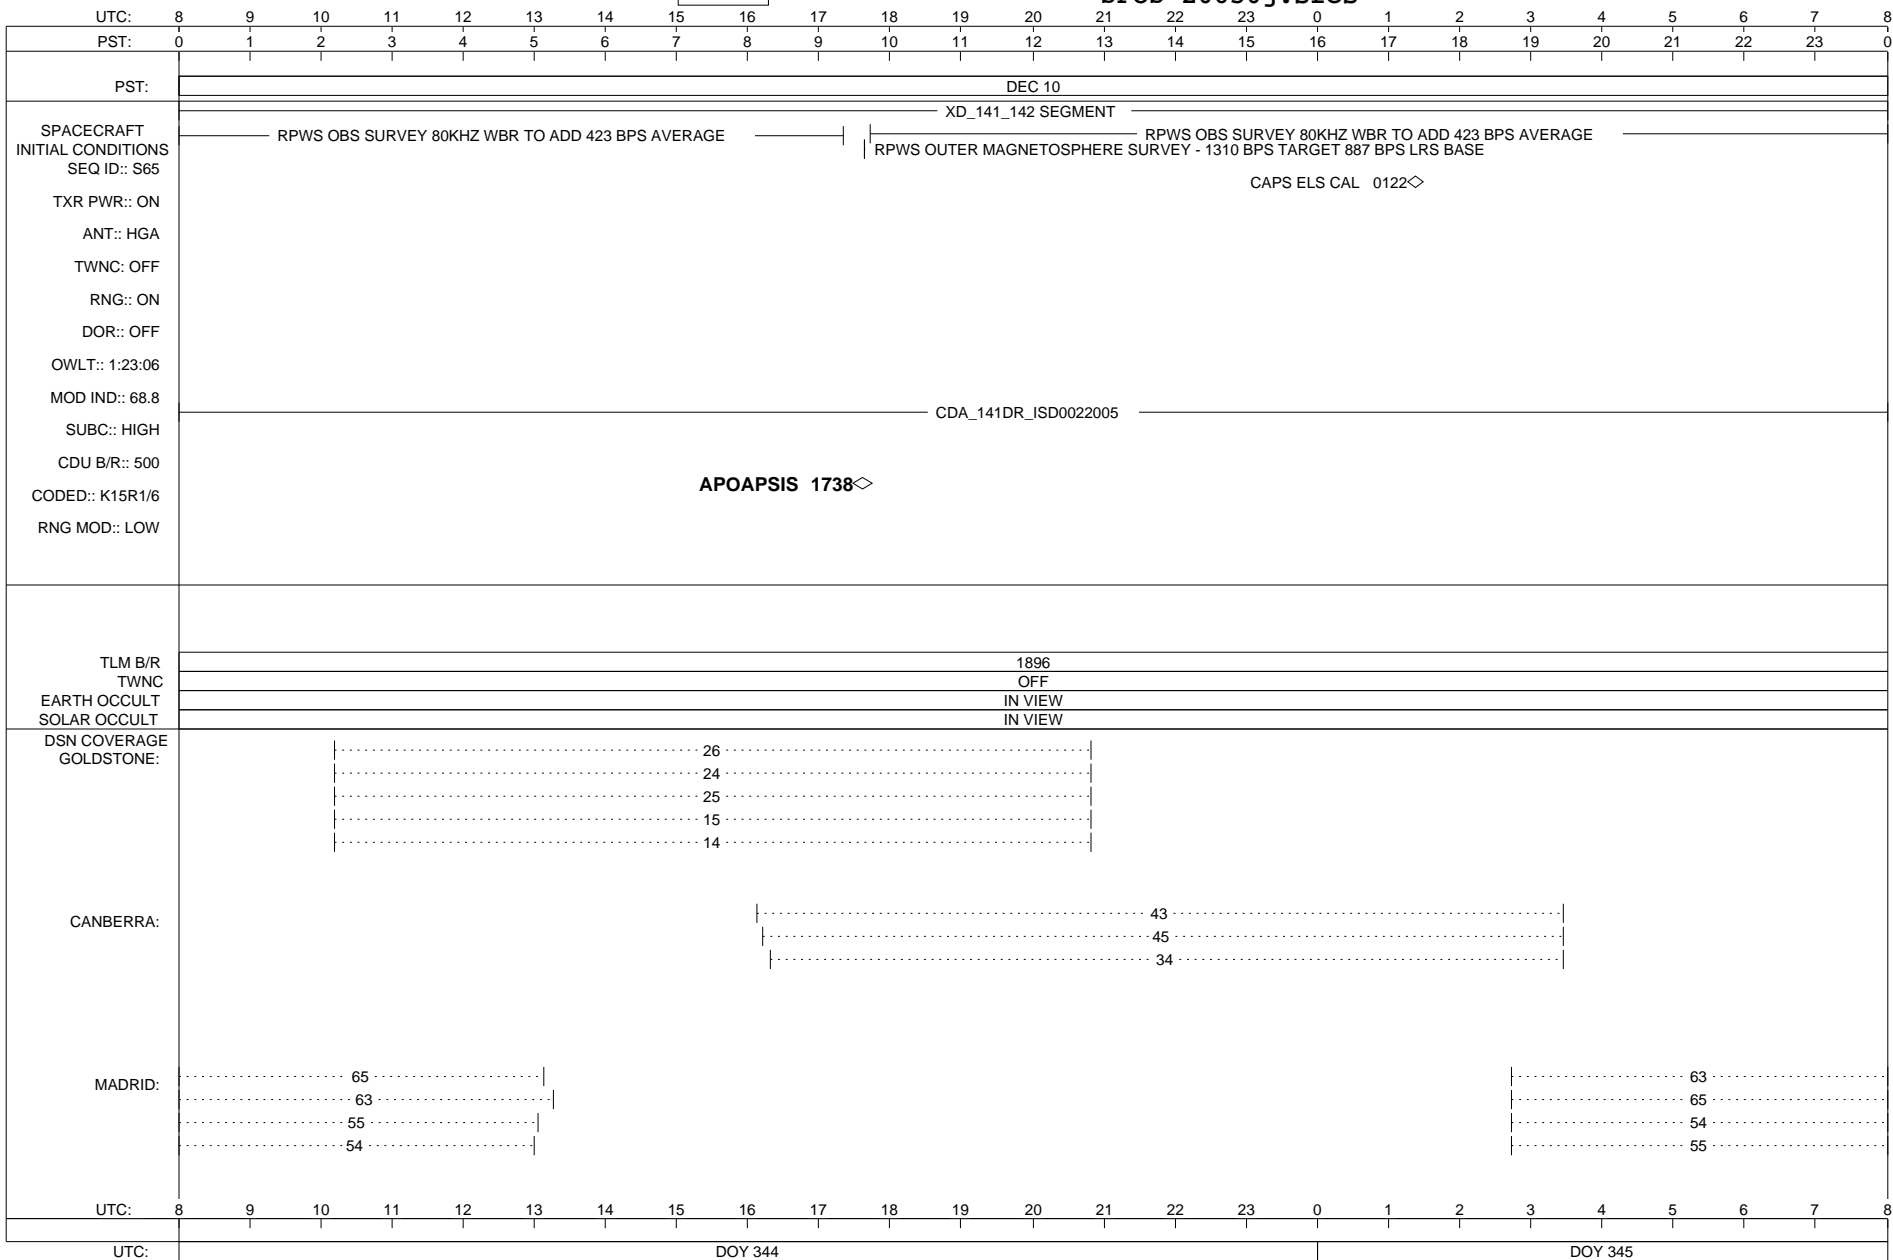 UTC: 8 9 10 11 12 13 14 15 16 17 18 19 20 21 22 23 0 1 2 3 4 5 6 7 8
PST: 0 1 2 3 4 5 6 7 8 9 10 11 12 13 14 15 16 17 18 19 20 21 22 23 0
PST: DEC 10
XD_141_142 SEGMENT
SPACECRAFT
INITIAL CONDITIONS
RPWS OBS SURVEY 80KHZ WBR TO ADD 423 BPS AVERAGE
RPWS OBS SURVEY 80KHZ WBR TO ADD 423 BPS AVERAGE
RPWS OUTER MAGNETOSPHERE SURVEY - 1310 BPS TARGET 887 BPS LRS BASE
SEQ ID:: S65
CAPS ELS CAL 0122
TXR PWR:: ON
ANT:: HGA
TWNC: OFF
RNG:: ON
DOR:: OFF
OWLT:: 1:23:06
MOD IND:: 68.8
CDA_141DR_ISD0022005
SUBC:: HIGH
CDU B/R:: 500
APOAPSIS 1738
CODED:: K15R1/6
RNG MOD:: LOW
TLM B/R 1896
TWNC OFF
EARTH OCCULT IN VIEW
SOLAR OCCULT IN VIEW
DSN COVERAGE
GOLDSTONE:
26
24
25
15
14
CANBERRA:
43
45
34
MADRID:
65 63
63 65
55 54
54 55
UTC: 8 9 10 11 12 13 14 15 16 17 18 19 20 21 22 23 0 1 2 3 4 5 6 7 8
UTC: DOY 344 DOY 345